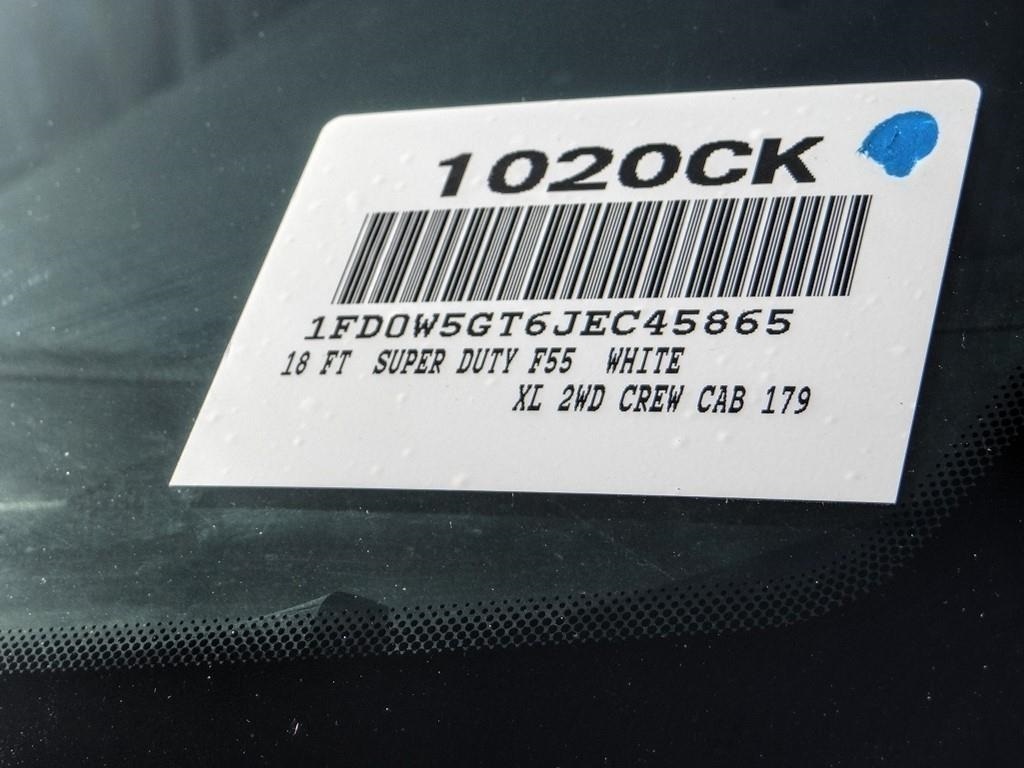 1020CK
1FD0W5GT6JEC45865
18 FT SUPER DUTY F55 WHITE
XL 2WD CREW CAB 179